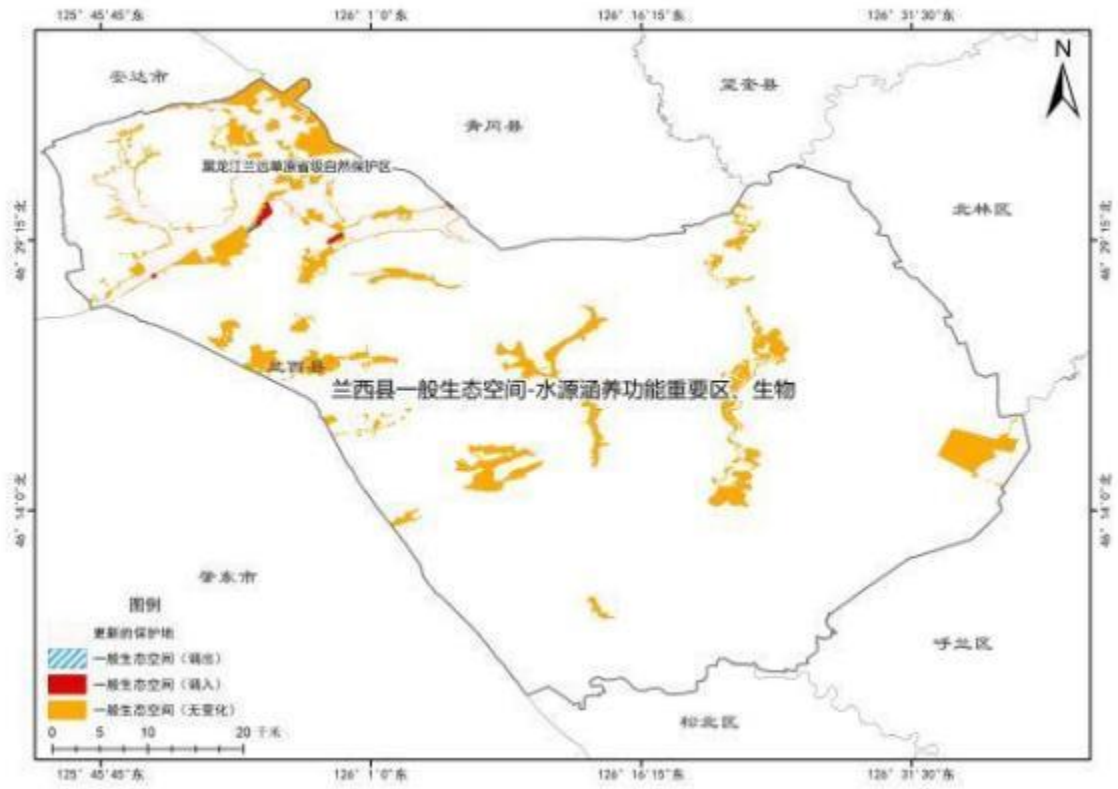 125°45'45"东 126°1'0"东 126°16'15"东 126°31'30"东
N
安达市
青冈县
望奎县
北林区
黑龙江兰远草原省级自然保护区
46°29'15"北 46°29'15"北
兰西县
兰西县一般生态空间-水源涵养功能重要区、生物
46°14'0"北 46°14'0"北
肇东市
呼兰区
松北区
图例
更新的保护地
一般生态空间（调出）
一般生态空间（调入）
一般生态空间（无变化）
0 5 10 20 千米
125°45'45"东 126°1'0"东 126°16'15"东 126°31'30"东